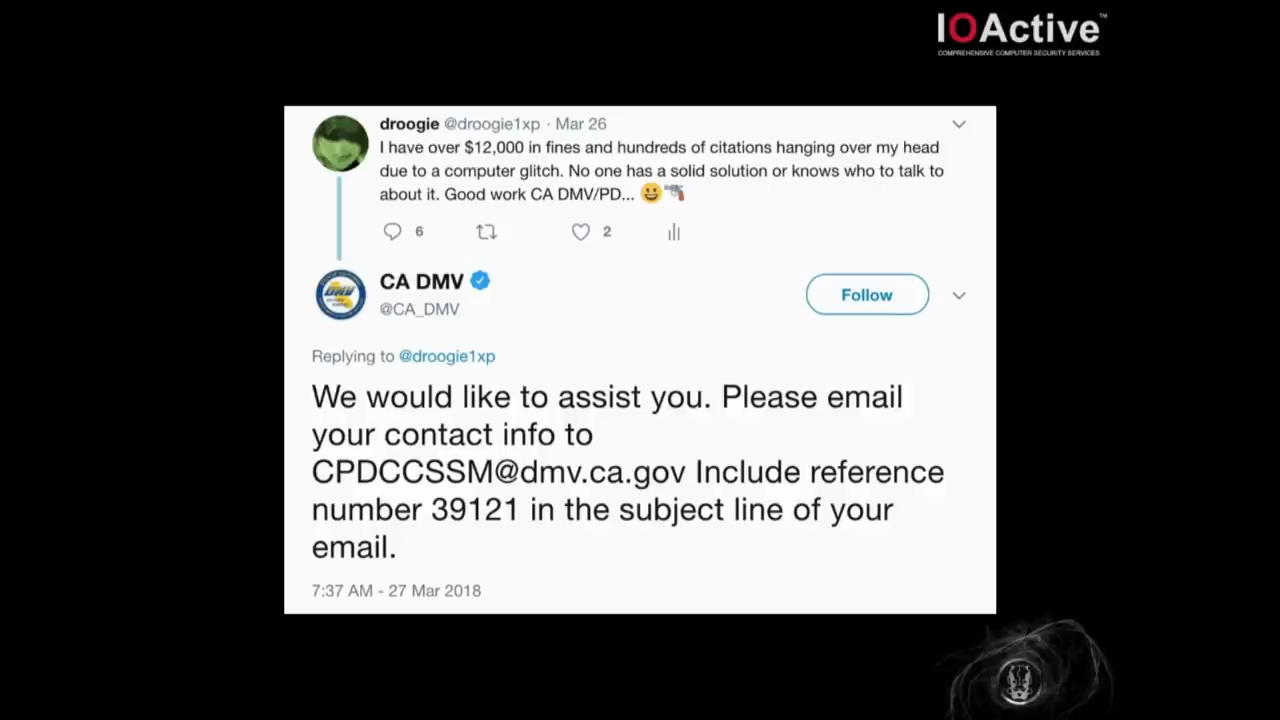 IOActive™
COMPREHENSIVE COMPUTER SECURITY SERVICES
droogie @droogie1xp · Mar 26
I have over $12,000 in fines and hundreds of citations hanging over my head
due to a computer glitch. No one has a solid solution or knows who to talk to
about it. Good work CA DMV/PD... 😀🔫
6 2
CA DMV
@CA_DMV
Follow
Replying to @droogie1xp
We would like to assist you. Please email
your contact info to
CPDCCSSM@dmv.ca.gov Include reference
number 39121 in the subject line of your
email.
7:37 AM - 27 Mar 2018